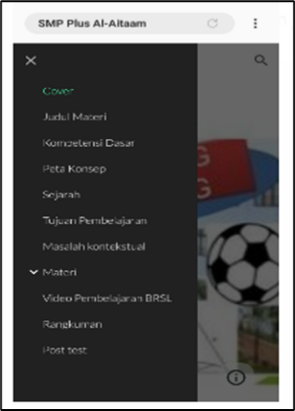 SMP Plus Al-Aitaam
Cover
Judul Materi
Kompetensi Dasar
Peta Konsep
Sejarah
Tujuan Pembelajaran
Masalah kontekstual
Materi
Video Pembelajaran BRSL
Rangkuman
Post test
G
G